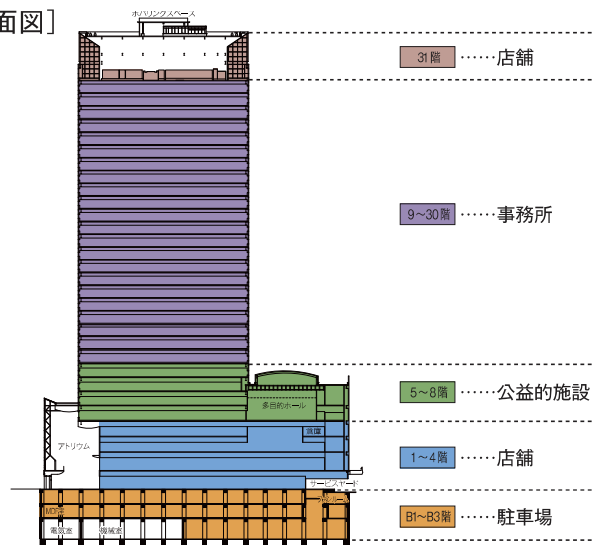 面図]
ホバリングスペース
31階……店舗
9～30階……事務所
5～8階……公益的施設
多目的ホール
倉庫
アトリウム
1～4階……店舗
サービスヤード
B1～B3階……駐車場
電気室
機械室